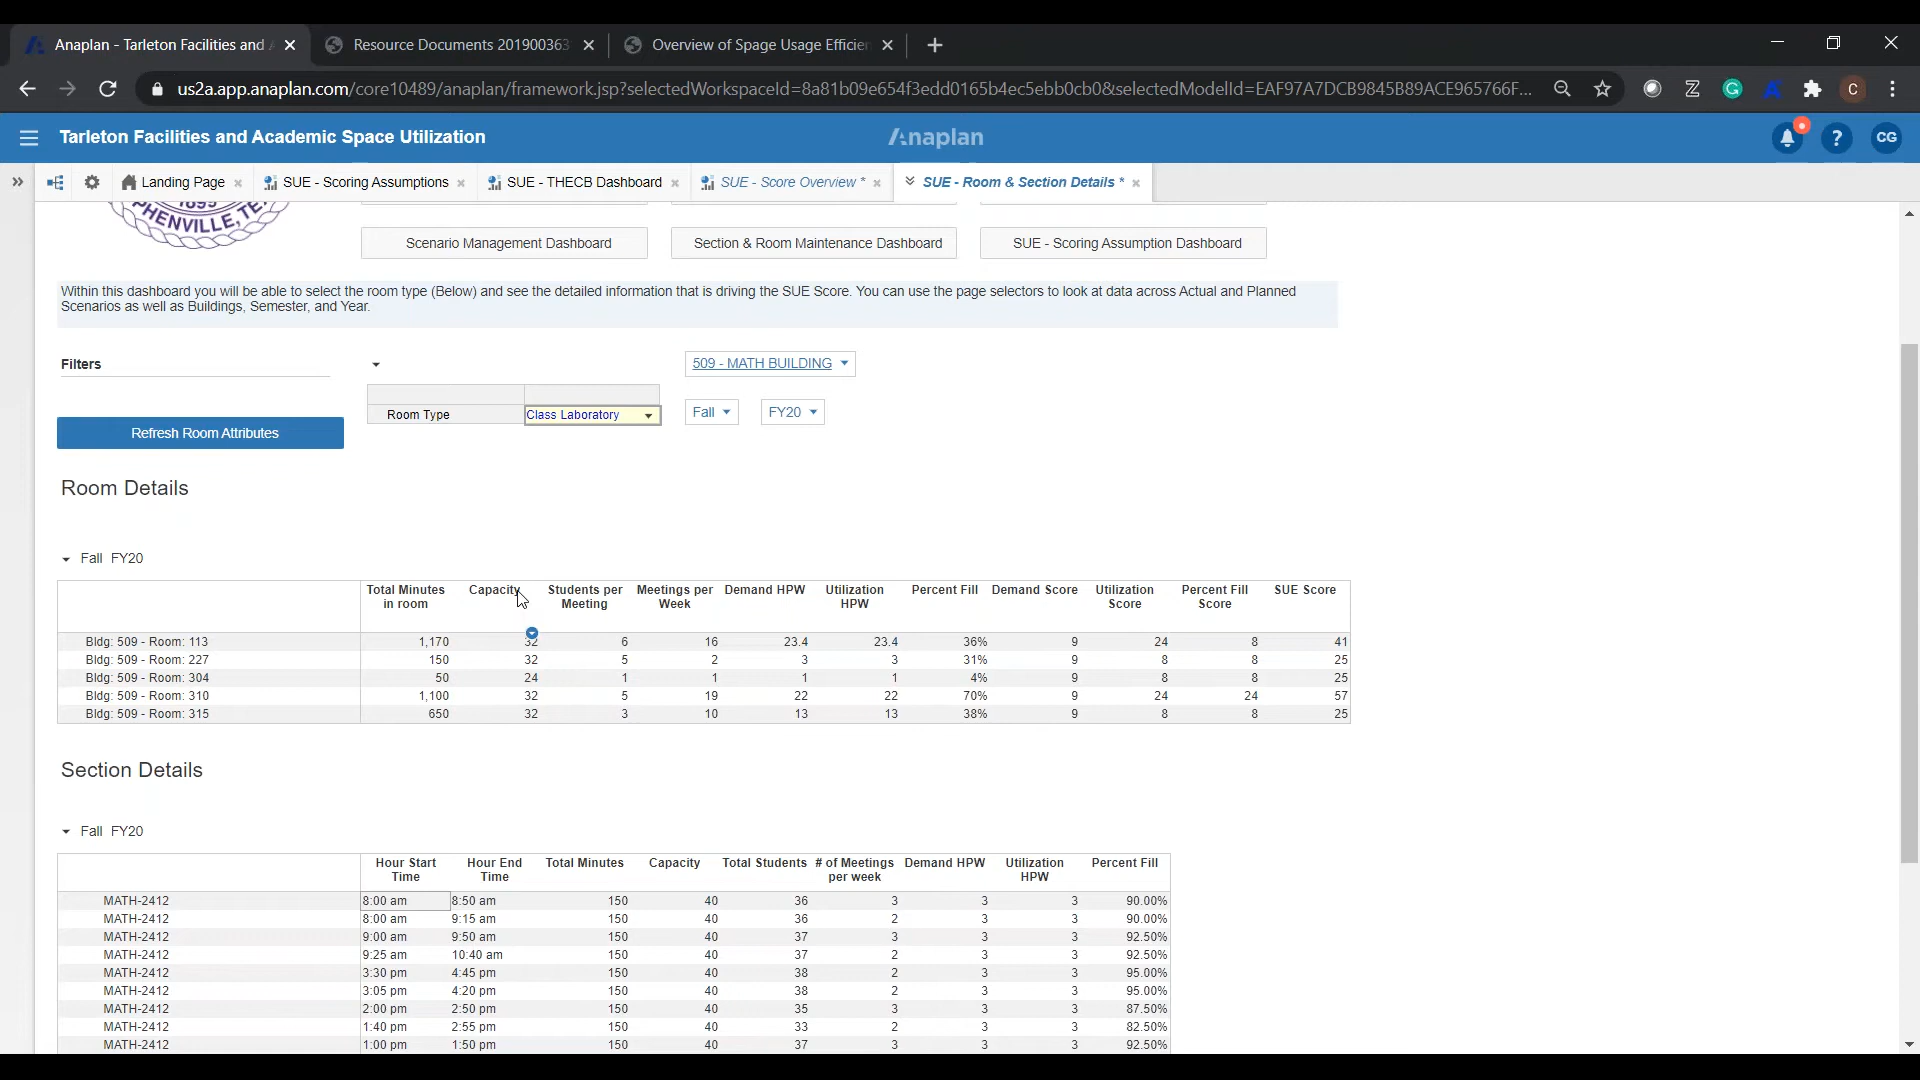 Anaplan - Tarleton Facilities and
Resource Documents 201900363
Overview of Spage Usage Efficien
us2a.app.anaplan.com/core10489/anaplan/framework.jsp?selectedWorkspaceId=8a81b09e654f3edd0165b4ec5ebb0cb0&selectedModelId=EAF97A7DCB9845B89ACE965766F...
C
Tarleton Facilities and Academic Space Utilization
Anaplan
? CG
Landing Page
SUE - Scoring Assumptions
SUE - THECB Dashboard
SUE - Score Overview *
SUE - Room & Section Details *
1895
PHENVILLE, TE
Scenario Management Dashboard
Section & Room Maintenance Dashboard
SUE - Scoring Assumption Dashboard
Within this dashboard you will be able to select the room type (Below) and see the detailed information that is driving the SUE Score. You can use the page selectors to look at data across Actual and Planned
Scenarios as well as Buildings, Semester, and Year.
Filters
509 - MATH BUILDING
Room Type Class Laboratory
Fall FY20
Refresh Room Attributes
Room Details
Fall FY20
Total Minutes in room Capacity Students per Meeting Meetings per Week Demand HPW Utilization HPW Percent Fill Demand Score Utilization Score Percent Fill Score SUE Score
Bldg: 509 - Room: 113 1,170 32 6 16 23.4 23.4 36% 9 24 8 41
Bldg: 509 - Room: 227 150 32 5 2 3 3 31% 9 8 8 25
Bldg: 509 - Room: 304 50 24 1 1 1 1 4% 9 8 8 25
Bldg: 509 - Room: 310 1,100 32 5 19 22 22 70% 9 24 24 57
Bldg: 509 - Room: 315 650 32 3 10 13 13 38% 9 8 8 25
Section Details
Fall FY20
Hour Start Time Hour End Time Total Minutes Capacity Total Students # of Meetings per week Demand HPW Utilization HPW Percent Fill
MATH-2412 8:00 am 8:50 am 150 40 36 3 3 3 90.00%
MATH-2412 8:00 am 9:15 am 150 40 36 2 3 3 90.00%
MATH-2412 9:00 am 9:50 am 150 40 37 3 3 3 92.50%
MATH-2412 9:25 am 10:40 am 150 40 37 2 3 3 92.50%
MATH-2412 3:30 pm 4:45 pm 150 40 38 2 3 3 95.00%
MATH-2412 3:05 pm 4:20 pm 150 40 38 2 3 3 95.00%
MATH-2412 2:00 pm 2:50 pm 150 40 35 3 3 3 87.50%
MATH-2412 1:40 pm 2:55 pm 150 40 33 2 3 3 82.50%
MATH-2412 1:00 pm 1:50 pm 150 40 37 3 3 3 92.50%